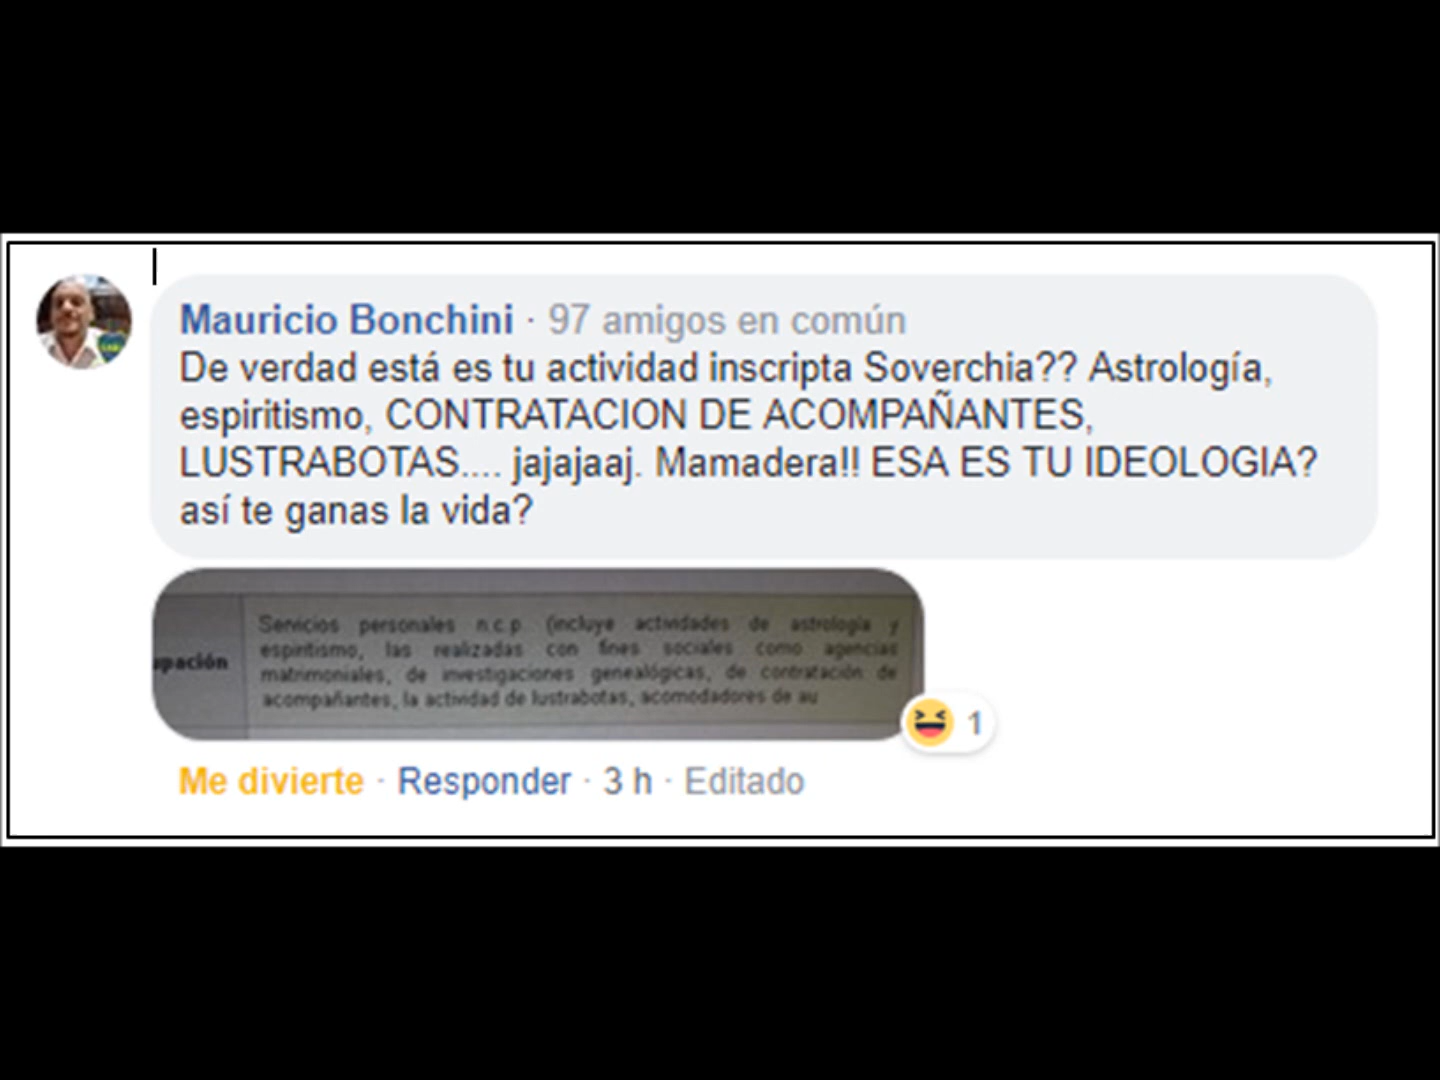 Mauricio Bonchini · 97 amigos en común
De verdad está es tu actividad inscripta Soverchia?? Astrología,
espiritismo, CONTRATACION DE ACOMPAÑANTES,
LUSTRABOTAS.... jajajaaj. Mamadera!! ESA ES TU IDEOLOGIA?
así te ganas la vida?
Servicios personales n.c.p. (incluye actividades de astrología y
espiritismo, las realizadas con fines sociales como agencias
upación
matrimoniales, de investigaciones genealógicas, de contratación de
acompañantes, la actividad de lustrabotas, acomodadores de au
1
Me divierte · Responder · 3 h · Editado